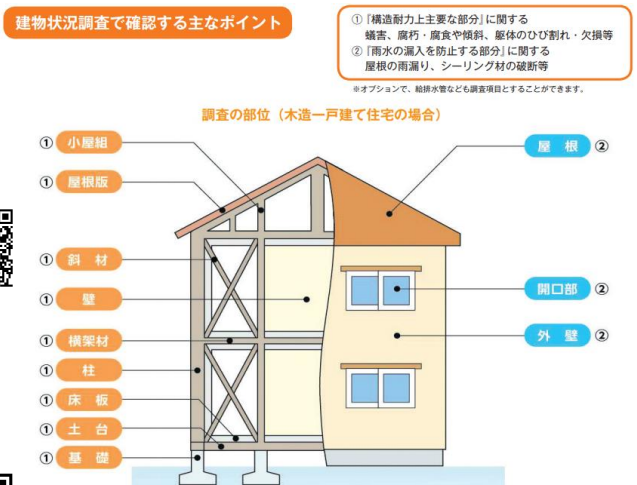 建物状況調査で確認する主なポイント
①『構造耐力上主要な部分』に関する
蟻害、腐朽・腐食や傾斜、躯体のひび割れ・欠損等
②『雨水の漏入を防止する部分』に関する
屋根の雨漏り、シーリング材の破断等
※オプションで、給排水管なども調査項目とすることができます。
調査の部位（木造一戸建て住宅の場合）
① 小屋組
① 屋根版
① 斜材
① 壁
① 横架材
① 柱
① 床板
① 土台
① 基礎
屋根 ②
開口部 ②
外壁 ②